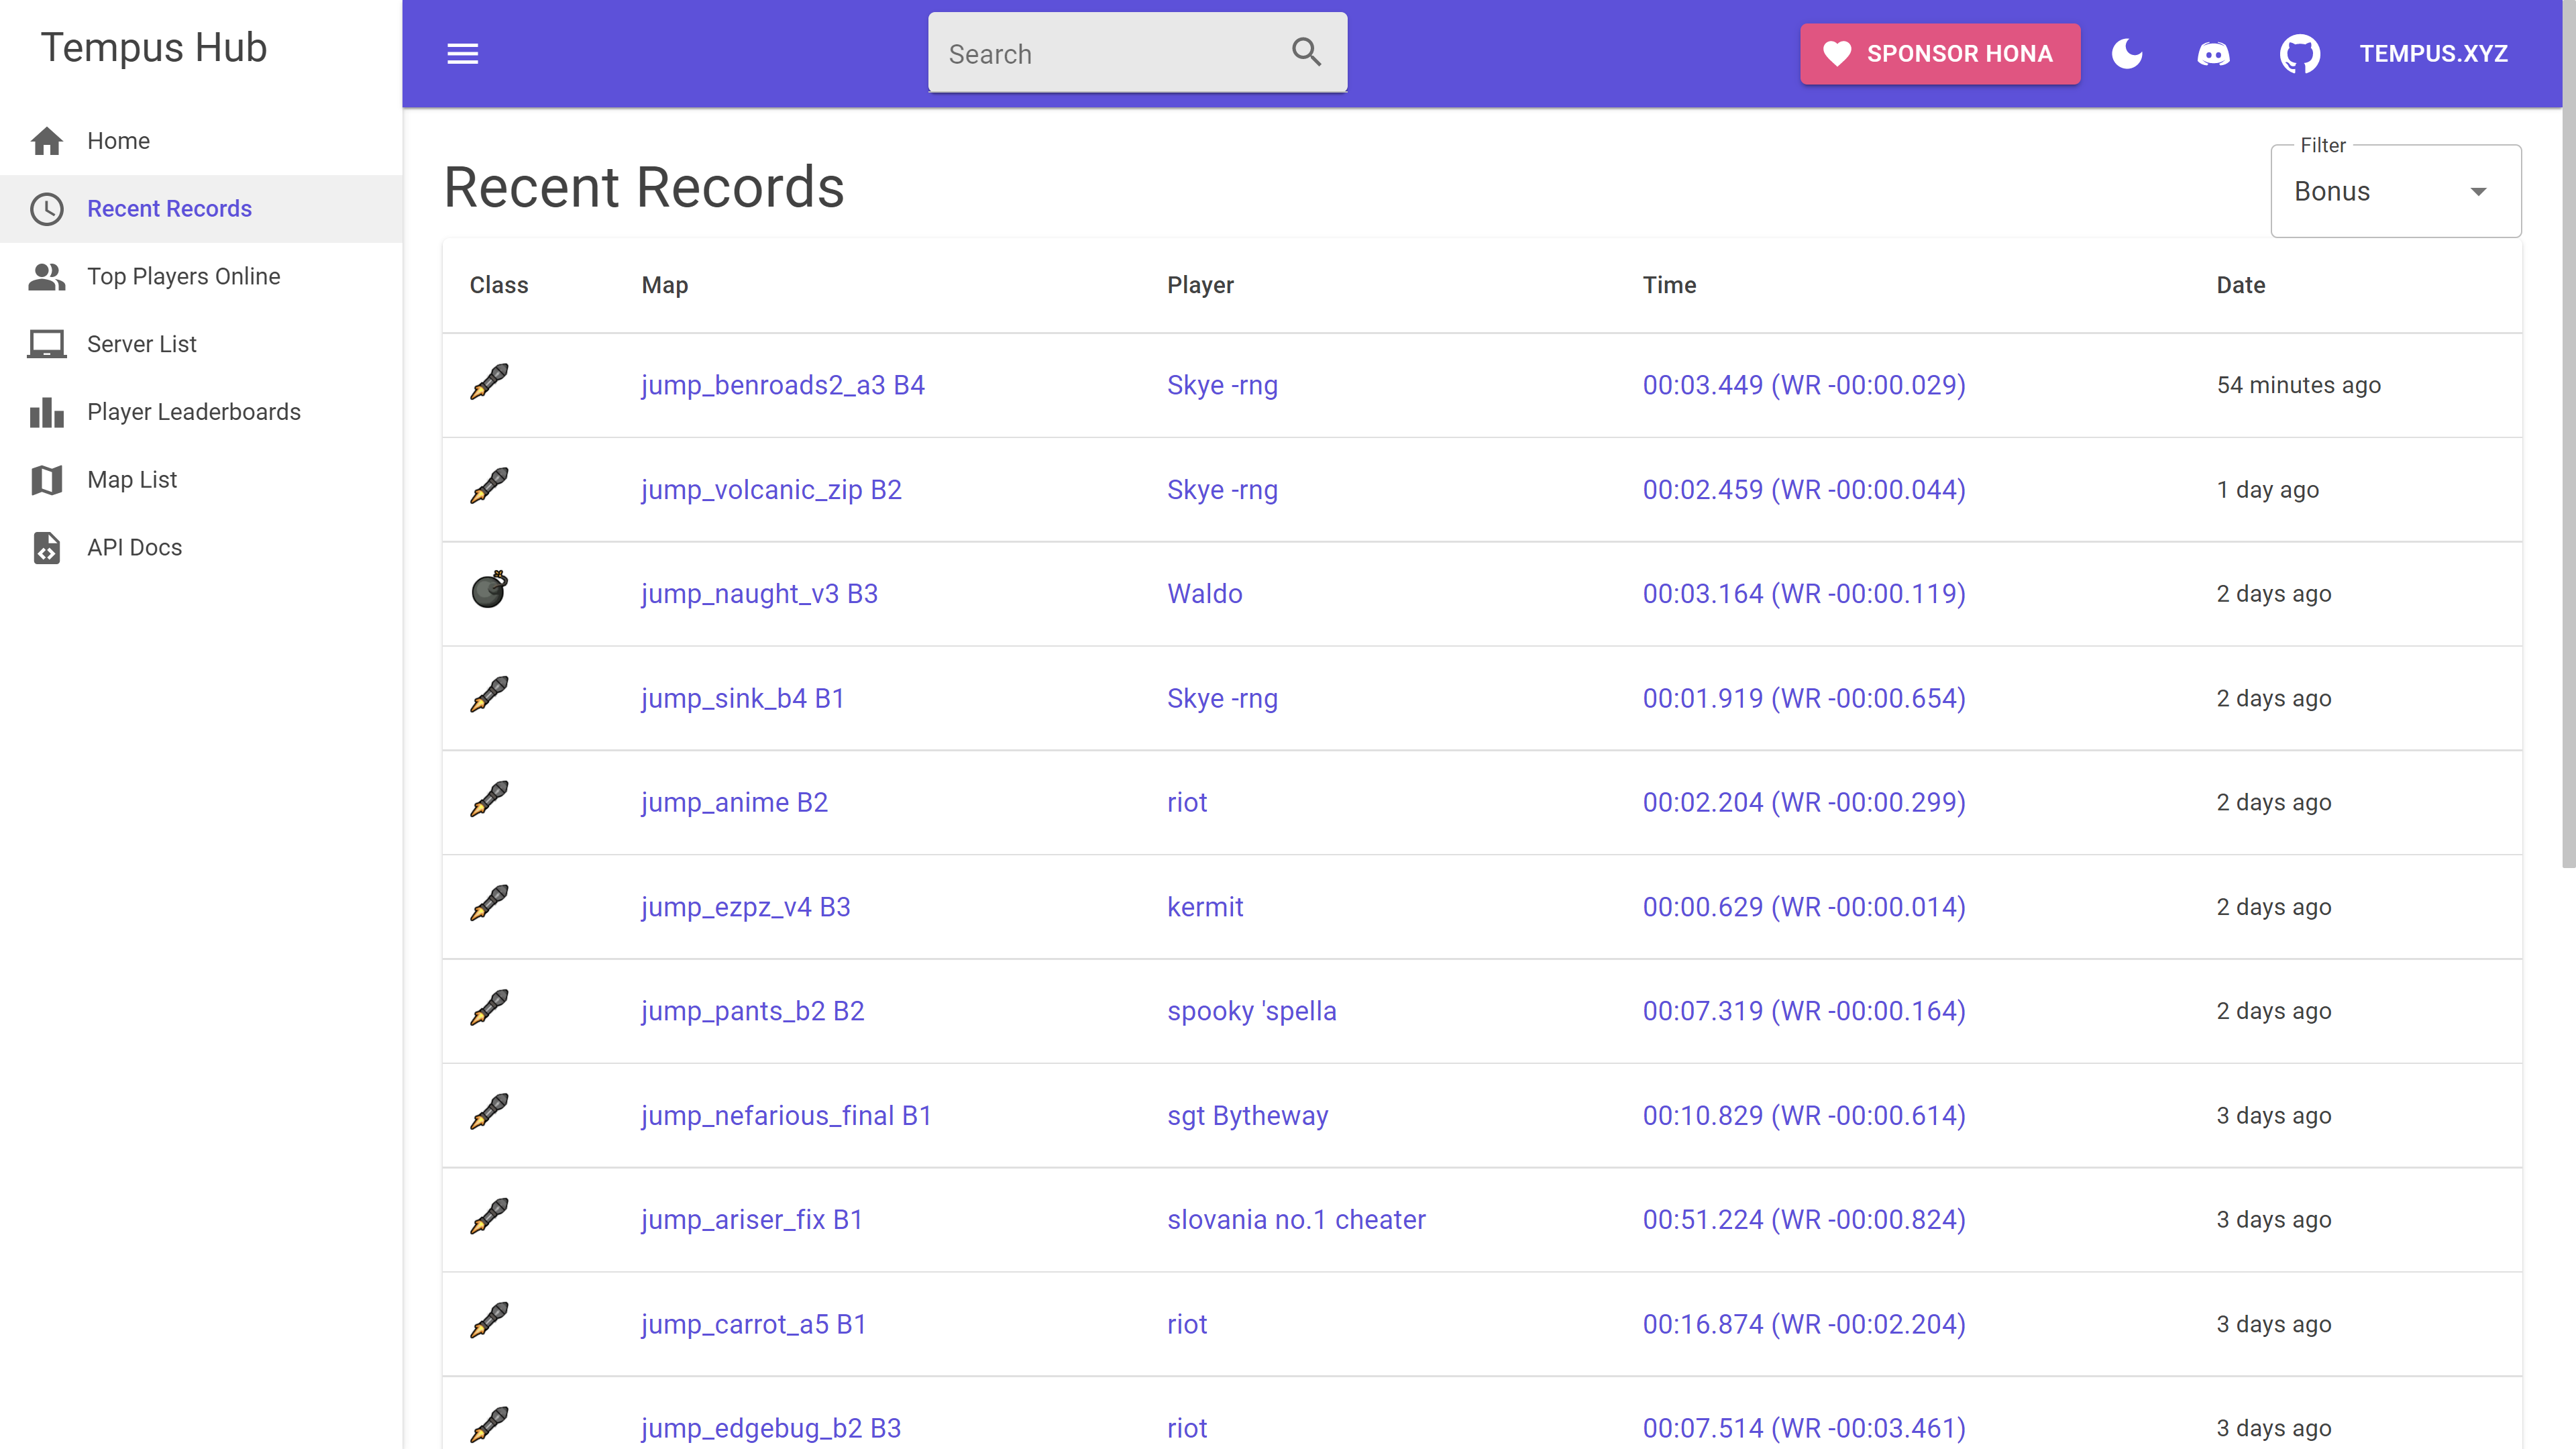 Tempus Hub
Search
SPONSOR HONA
TEMPUS.XYZ
Home
Recent Records
Top Players Online
Server List
Player Leaderboards
Map List
API Docs
Recent Records
Filter
Bonus
Class Map Player Time Date
jump_benroads2_a3 B4 Skye -rng 00:03.449 (WR -00:00.029) 54 minutes ago
jump_volcanic_zip B2 Skye -rng 00:02.459 (WR -00:00.044) 1 day ago
jump_naught_v3 B3 Waldo 00:03.164 (WR -00:00.119) 2 days ago
jump_sink_b4 B1 Skye -rng 00:01.919 (WR -00:00.654) 2 days ago
jump_anime B2 riot 00:02.204 (WR -00:00.299) 2 days ago
jump_ezpz_v4 B3 kermit 00:00.629 (WR -00:00.014) 2 days ago
jump_pants_b2 B2 spooky 'spella 00:07.319 (WR -00:00.164) 2 days ago
jump_nefarious_final B1 sgt Bytheway 00:10.829 (WR -00:00.614) 3 days ago
jump_ariser_fix B1 slovania no.1 cheater 00:51.224 (WR -00:00.824) 3 days ago
jump_carrot_a5 B1 riot 00:16.874 (WR -00:02.204) 3 days ago
jump_edgebug_b2 B3 riot 00:07.514 (WR -00:03.461) 3 days ago